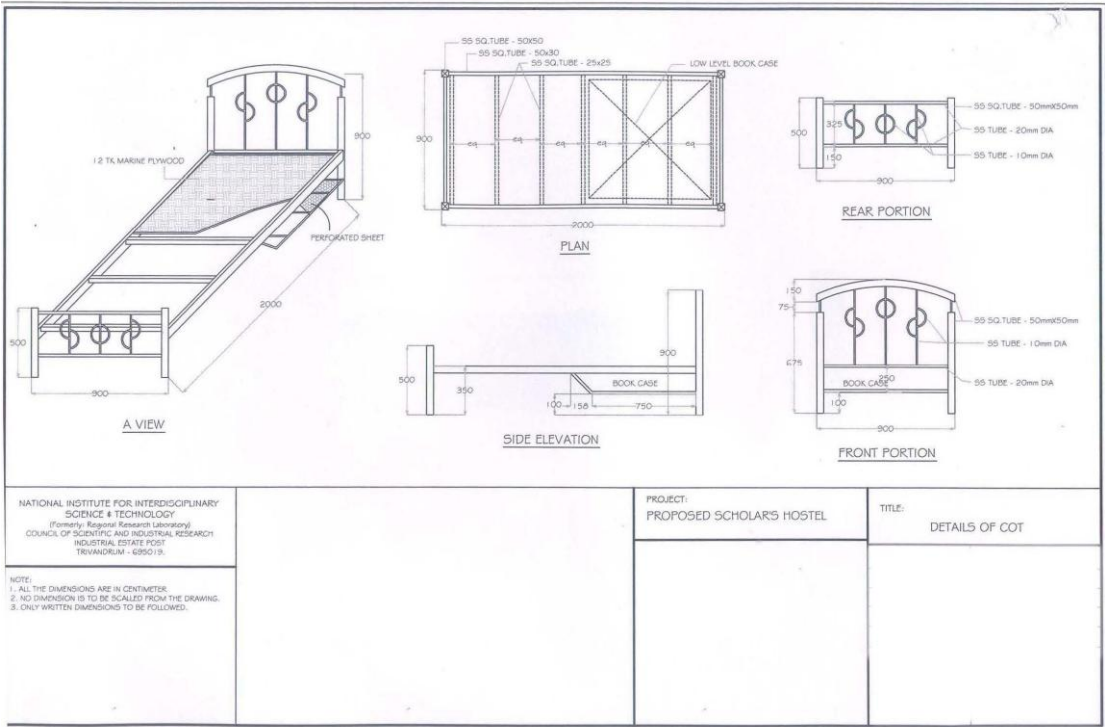 900
12 TK MARINE PLYWOOD
PERFORATED SHEET
2000
500
900
A VIEW
SS SQ.TUBE - 50X50
SS SQ.TUBE - 50x30
SS SQ.TUBE - 25x25
LOW LEVEL BOOK CASE
900
eq eq eq eq eq eq
2000
PLAN
500
350
900
BOOK CASE
100
158
750
SIDE ELEVATION
500
325
150
900
SS SQ.TUBE - 50mmX50mm
SS TUBE - 20mm DIA
SS TUBE - 10mm DIA
REAR PORTION
150
75
675
SS SQ.TUBE - 50mmX50mm
SS TUBE - 10mm DIA
SS TUBE - 20mm DIA
250
BOOK CASE
100
900
FRONT PORTION
NATIONAL INSTITUTE FOR INTERDISCIPLINARY
SCIENCE & TECHNOLOGY
(Formerly: Regional Research Laboratory)
COUNCIL OF SCIENTIFIC AND INDUSTRIAL RESEARCH
INDUSTRIAL ESTATE POST
TRIVANDRUM - 695019.
NOTE:
1. ALL THE DIMENSIONS ARE IN CENTIMETER.
2. NO DIMENSION IS TO BE SCALLED FROM THE DRAWING.
3. ONLY WRITTEN DIMENSIONS TO BE FOLLOWED.
PROJECT:
PROPOSED SCHOLAR'S HOSTEL
TITLE:
DETAILS OF COT